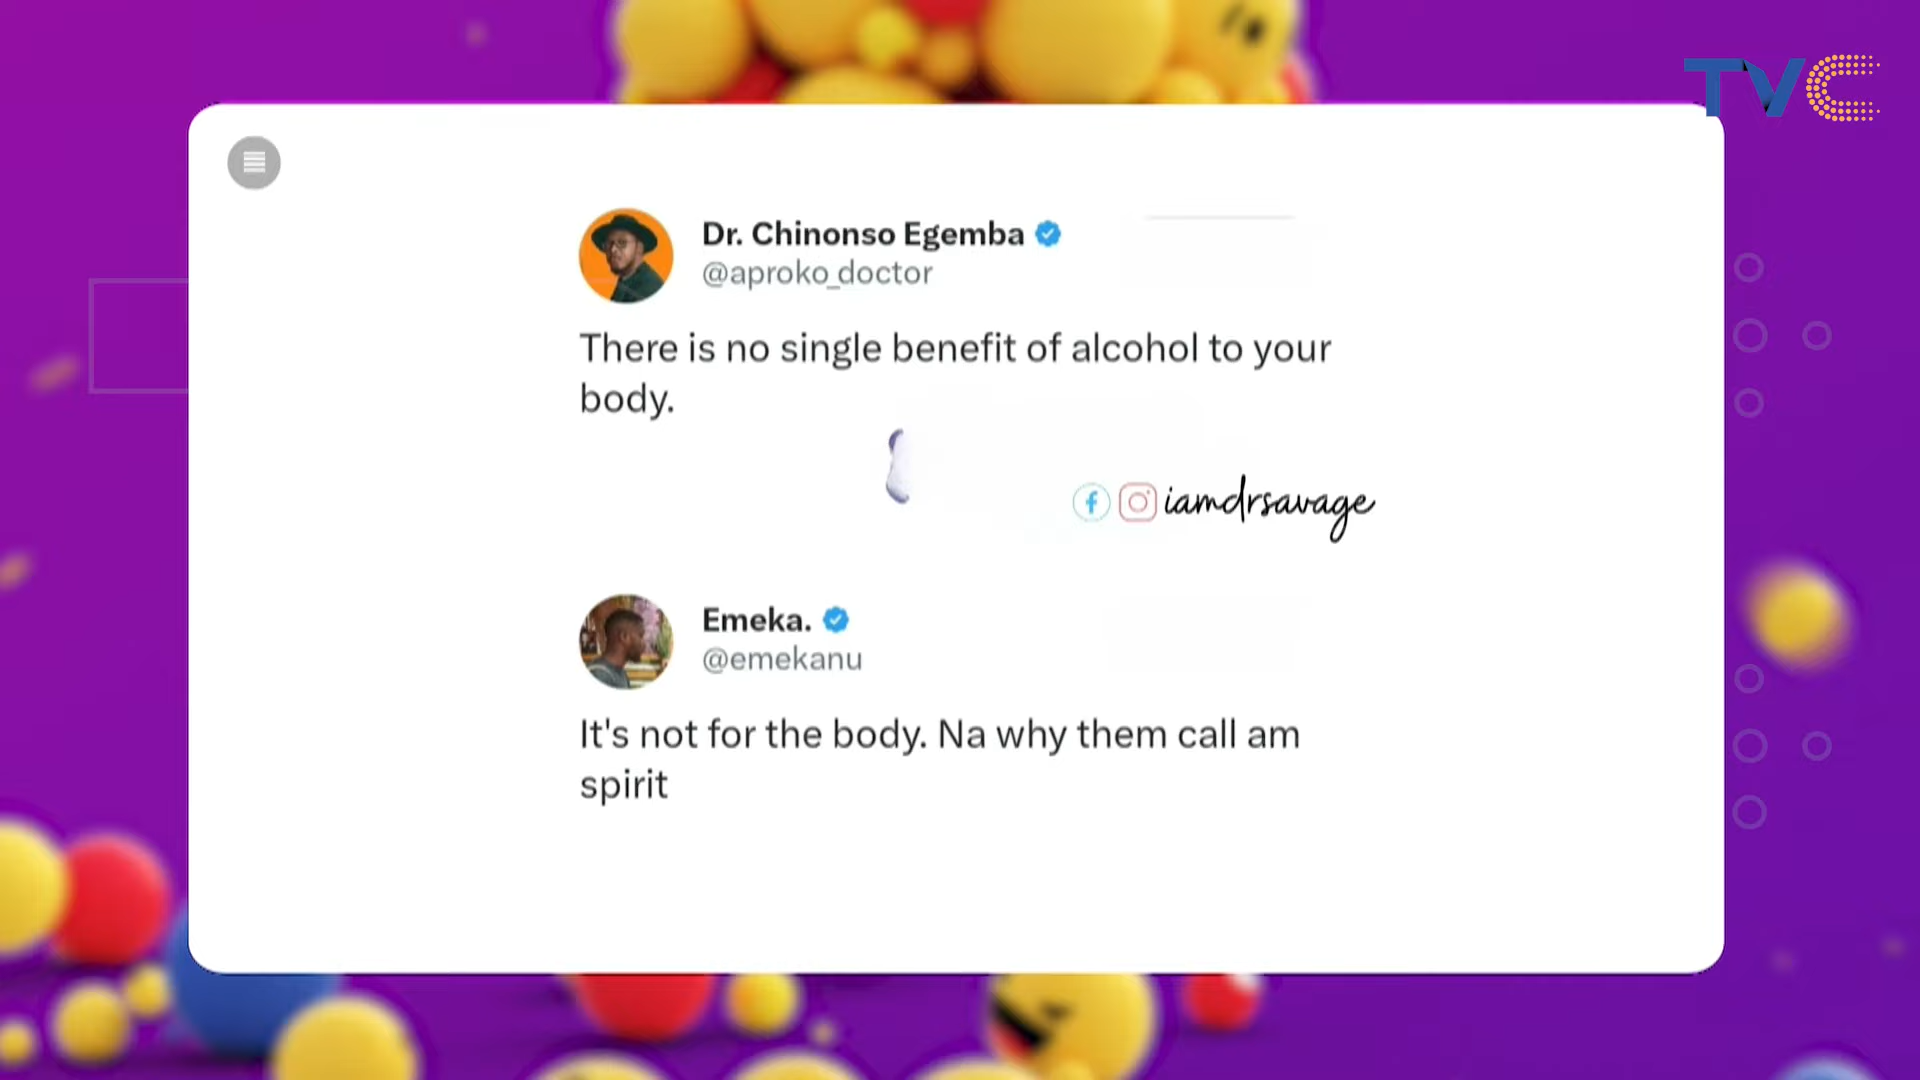 TVC
Dr. Chinonso Egemba
@aproko_doctor
There is no single benefit of alcohol to your
body.
iamdrsavage
Emeka.
@emekanu
It's not for the body. Na why them call am
spirit